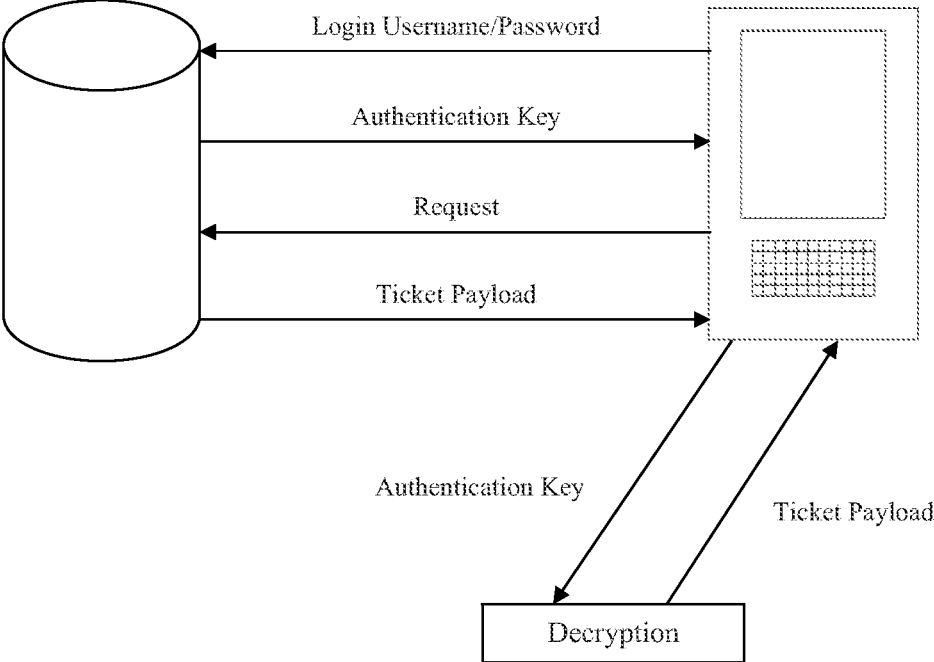 Login Username/Password
Authentication Key
Request
Ticket Payload
Authentication Key
Ticket Payload
Decryption